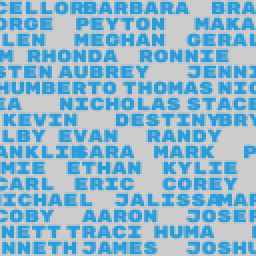 CELLOR BARBARA BRA
ORGE PEYTON MAKA
LEN MEGHAN GERAL
M RHONDA RONNIE
STEN AUBREY JENNI
HUMBERTO THOMAS NIC
EA NICHOLAS STACE
KEVIN DESTINY BRY
LBY EVAN RANDY
ANKLIN SARA MARK P
MIE ETHAN KYLIE
CARL ERIC COREY
MICHAEL JALISSA MAR
COBY AARON JOSEF
NETT TRACI HUMA
NNETH JAMES JOSHU